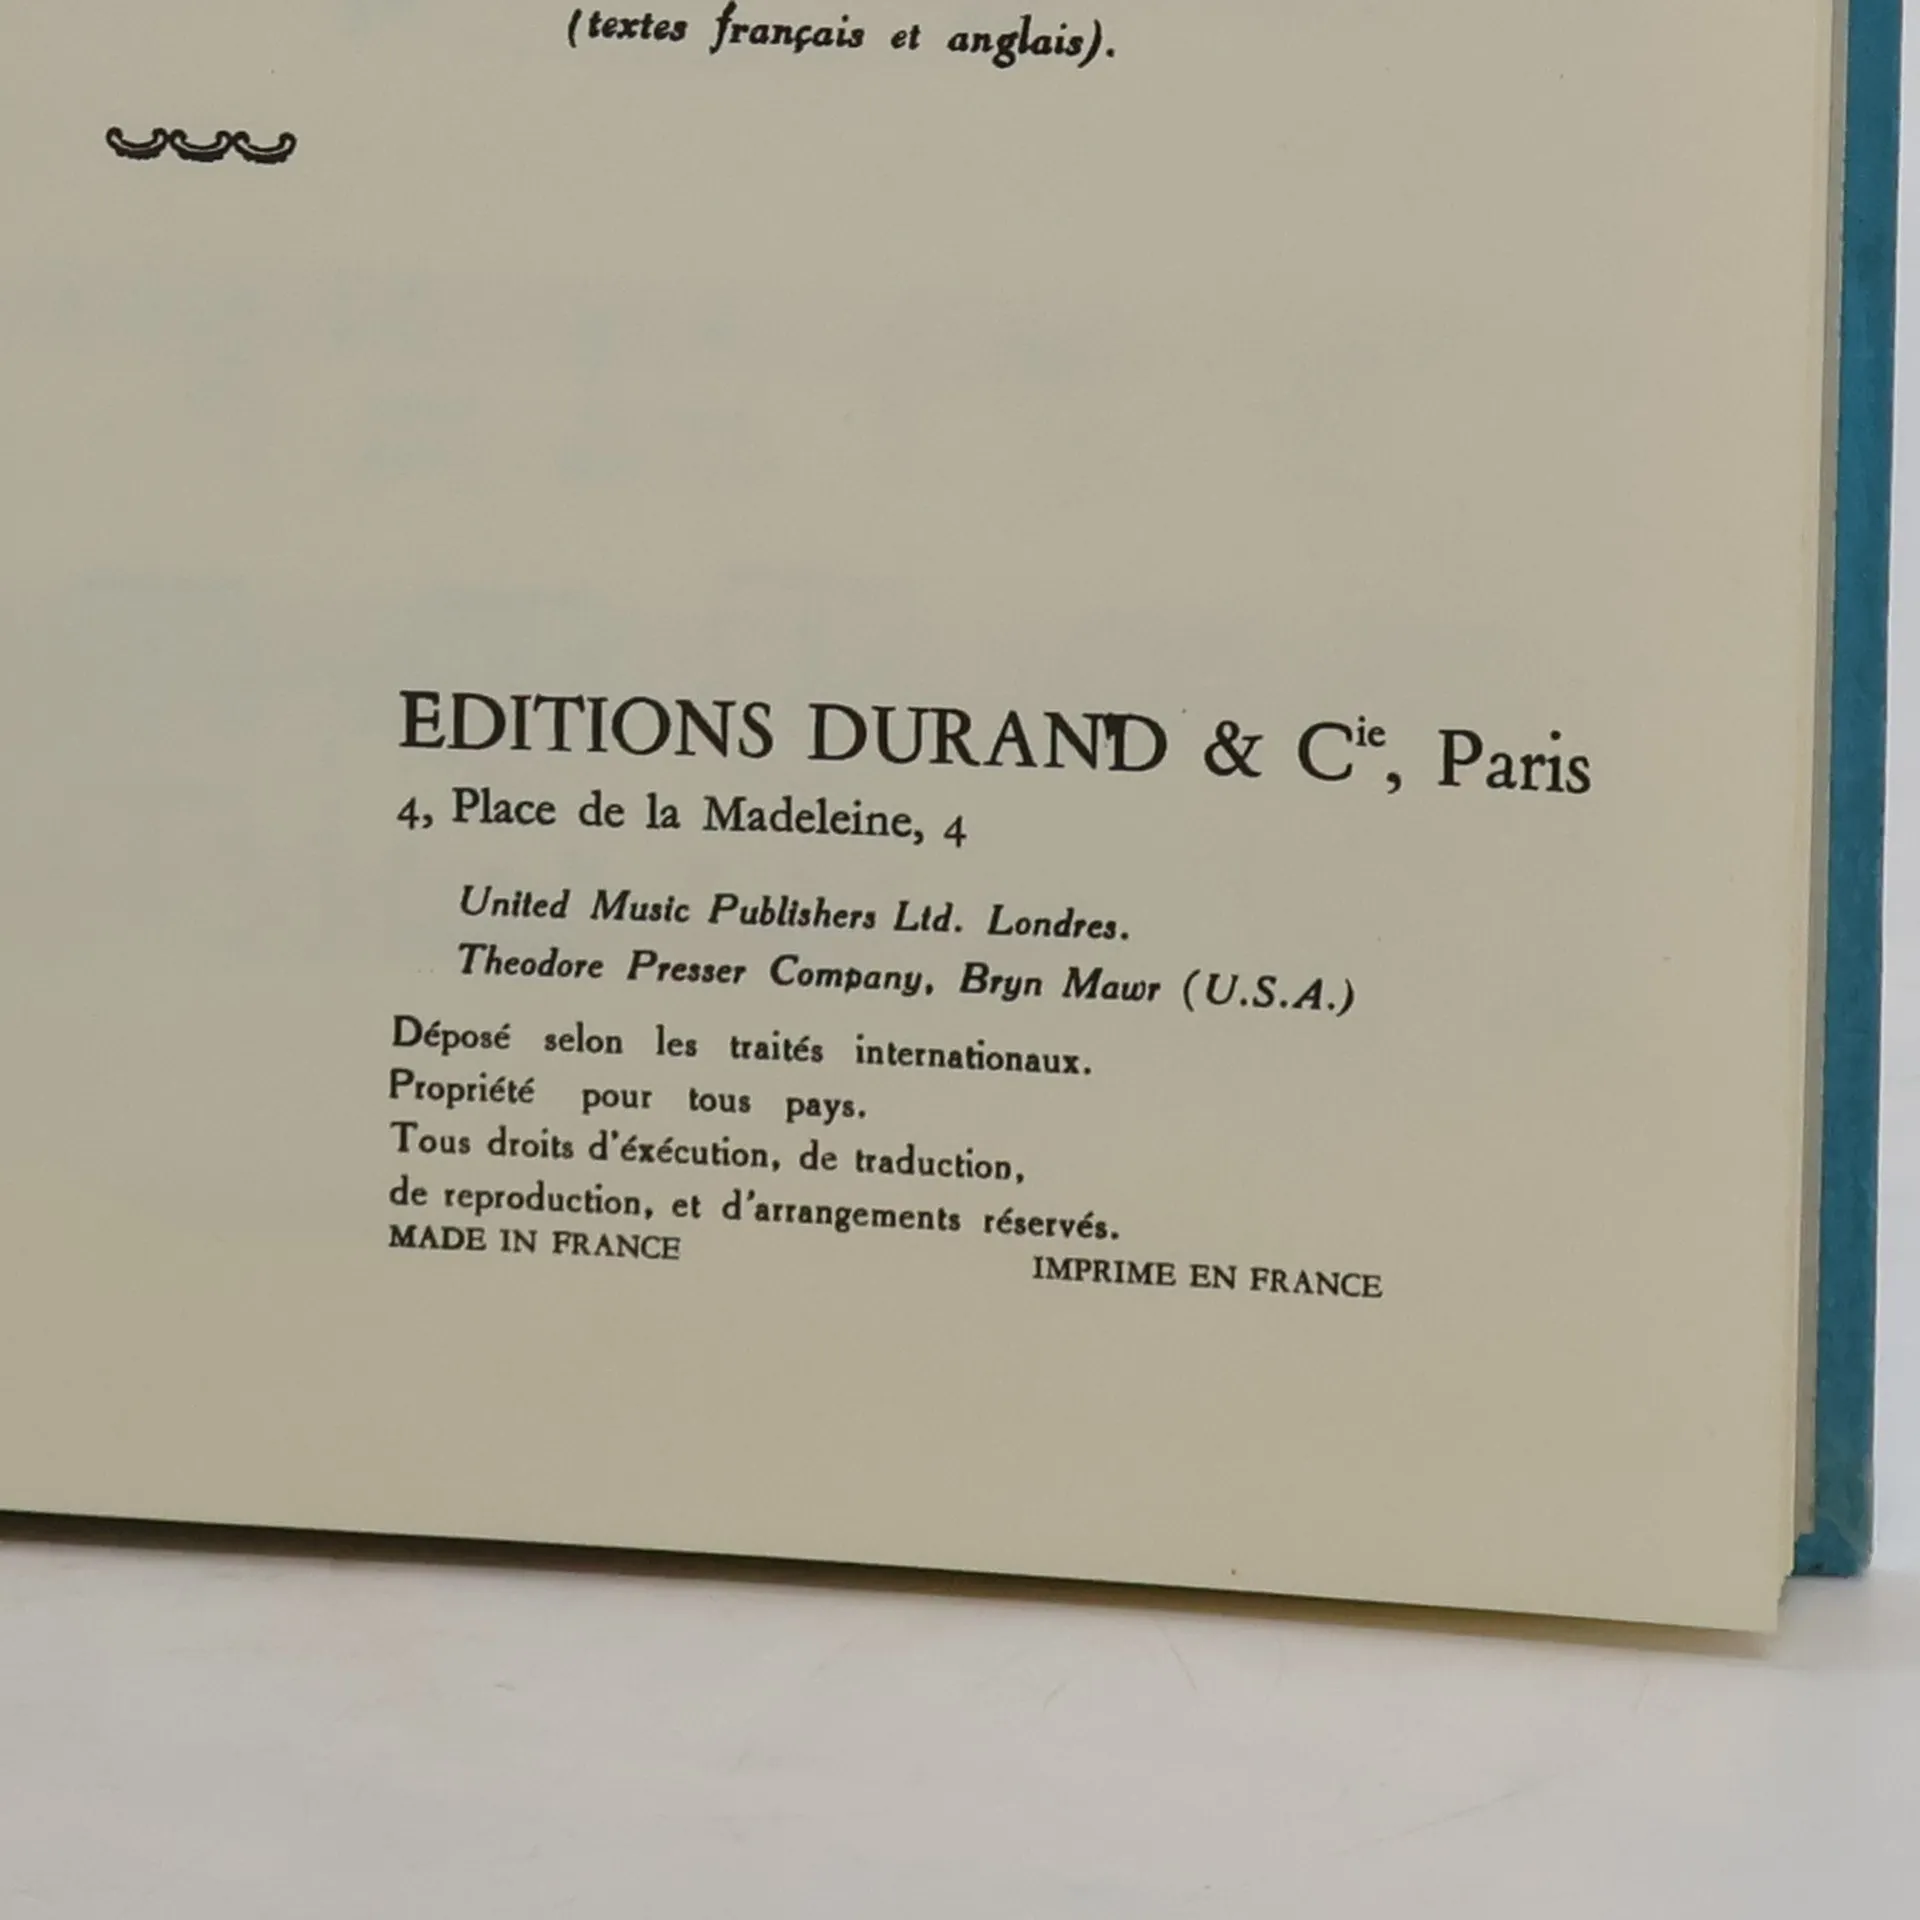 (textes français et anglais).
EDITIONS DURAND & Cie, Paris
4, Place de la Madeleine, 4
United Music Publishers Ltd. Londres.
Theodore Presser Company, Bryn Mawr (U.S.A.)
Déposé selon les traités internationaux.
Propriété pour tous pays.
Tous droits d'éxécution, de traduction,
de reproduction, et d'arrangements réservés.
MADE IN FRANCE IMPRIME EN FRANCE